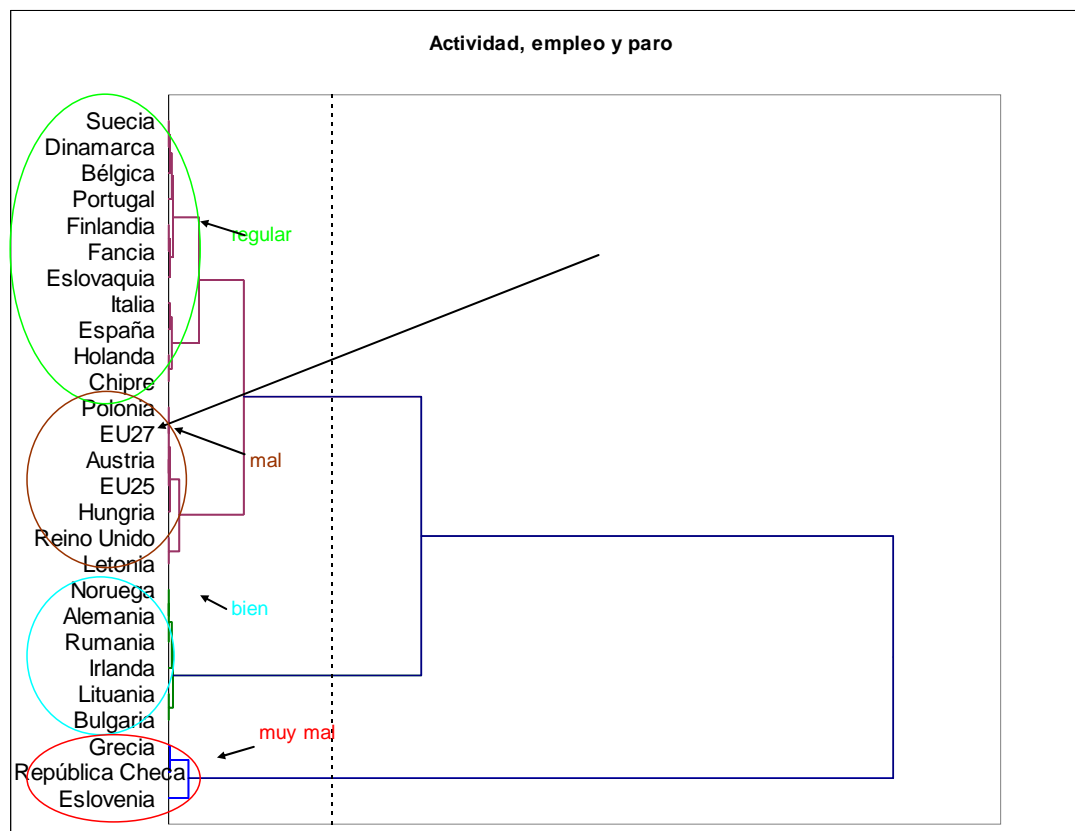 Actividad, empleo y paro
Suecia
Dinamarca
Bélgica
Portugal
Finlandia
regular
Fancia
Eslovaquia
Italia
España
Holanda
Chipre
Polonia
EU27
Austria
mal
EU25
Hungria
Reino Unido
Letonia
Noruega
bien
Alemania
Rumania
Irlanda
Lituania
Bulgaria
muy mal
Grecia
República Checa
Eslovenia